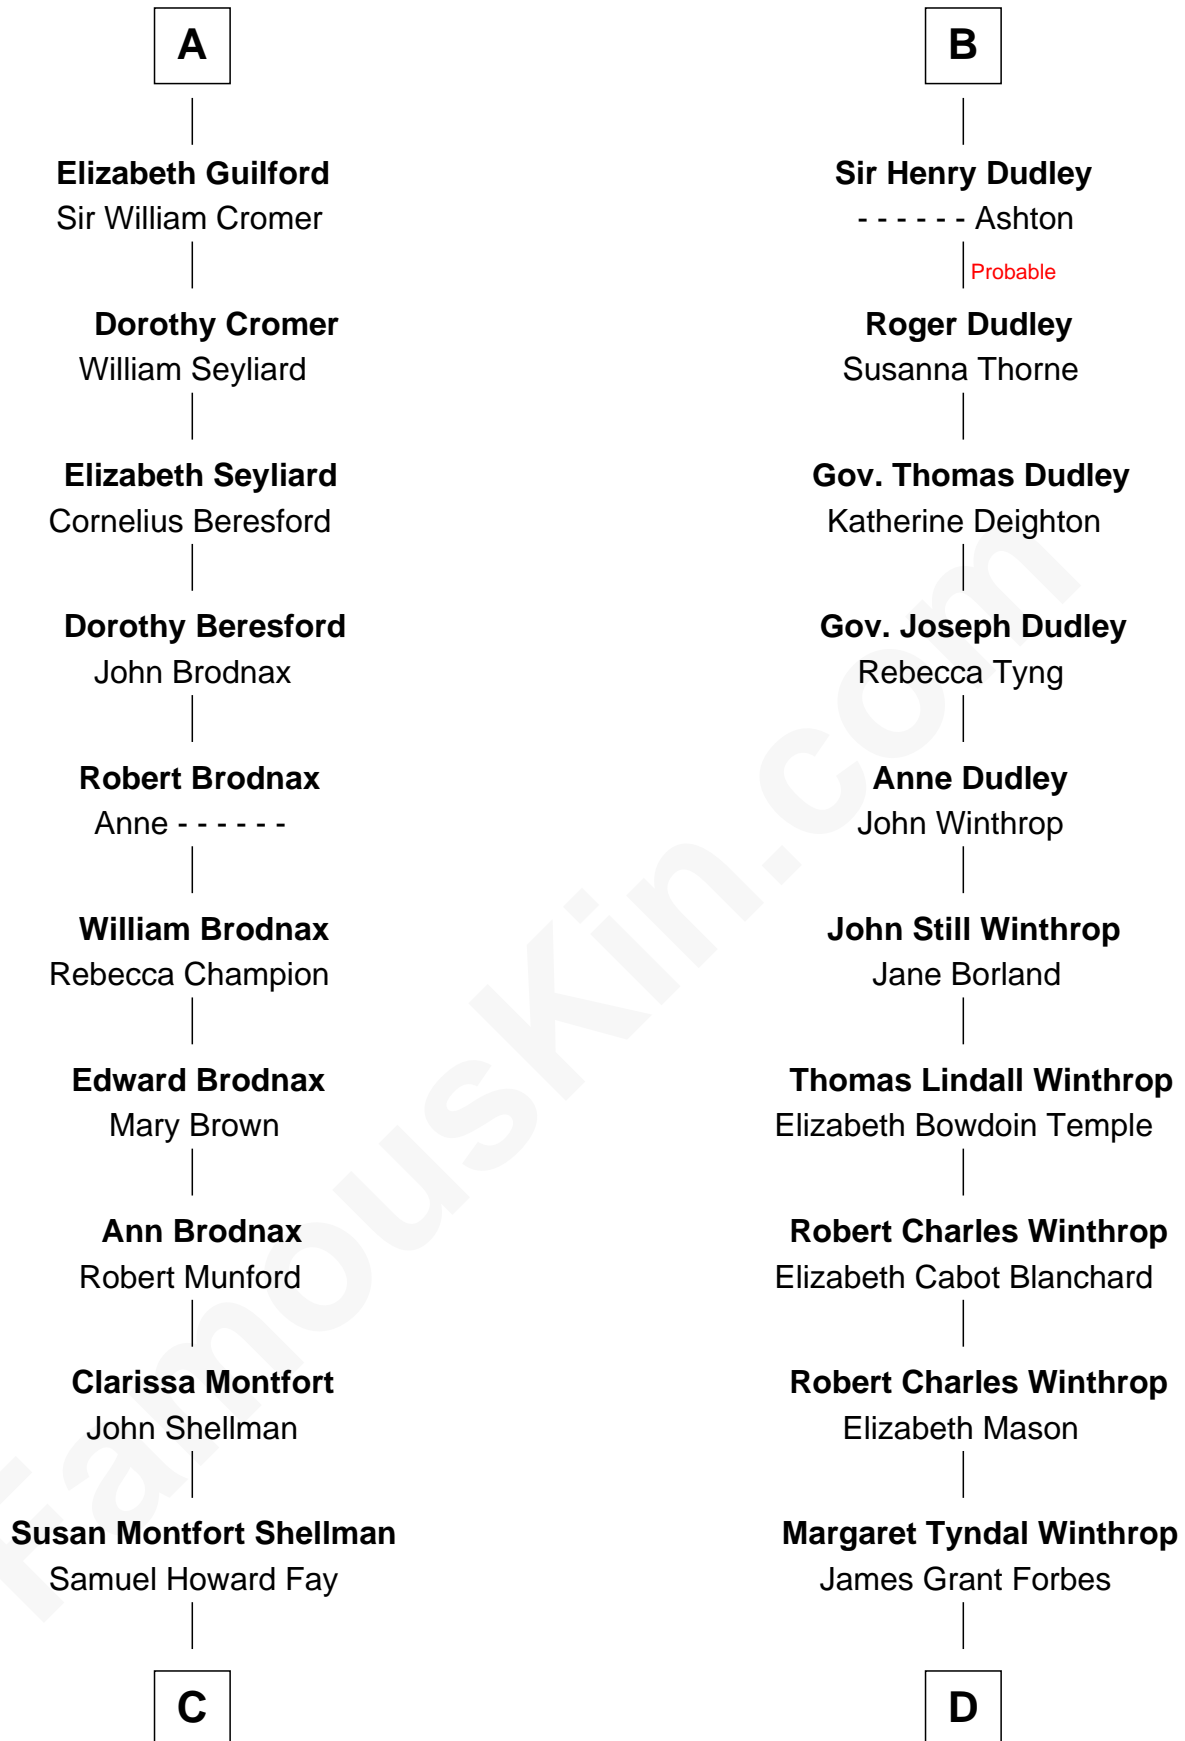 A
Elizabeth Guilford
Sir William Cromer
Dorothy Cromer
William Seyliard
Elizabeth Seyliard
Cornelius Beresford
Dorothy Beresford
John Brodnax
Robert Brodnax
Anne - - - - - -
William Brodnax
Rebecca Champion
Edward Brodnax
Mary Brown
Ann Brodnax
Robert Munford
Clarissa Montfort
John Shellman
Susan Montfort Shellman
Samuel Howard Fay
C
B
Sir Henry Dudley
- - - - - - Ashton
Probable
Roger Dudley
Susanna Thorne
Gov. Thomas Dudley
Katherine Deighton
Gov. Joseph Dudley
Rebecca Tyng
Anne Dudley
John Winthrop
John Still Winthrop
Jane Borland
Thomas Lindall Winthrop
Elizabeth Bowdoin Temple
Robert Charles Winthrop
Elizabeth Cabot Blanchard
Robert Charles Winthrop
Elizabeth Mason
Margaret Tyndal Winthrop
James Grant Forbes
D
FamousKin.com